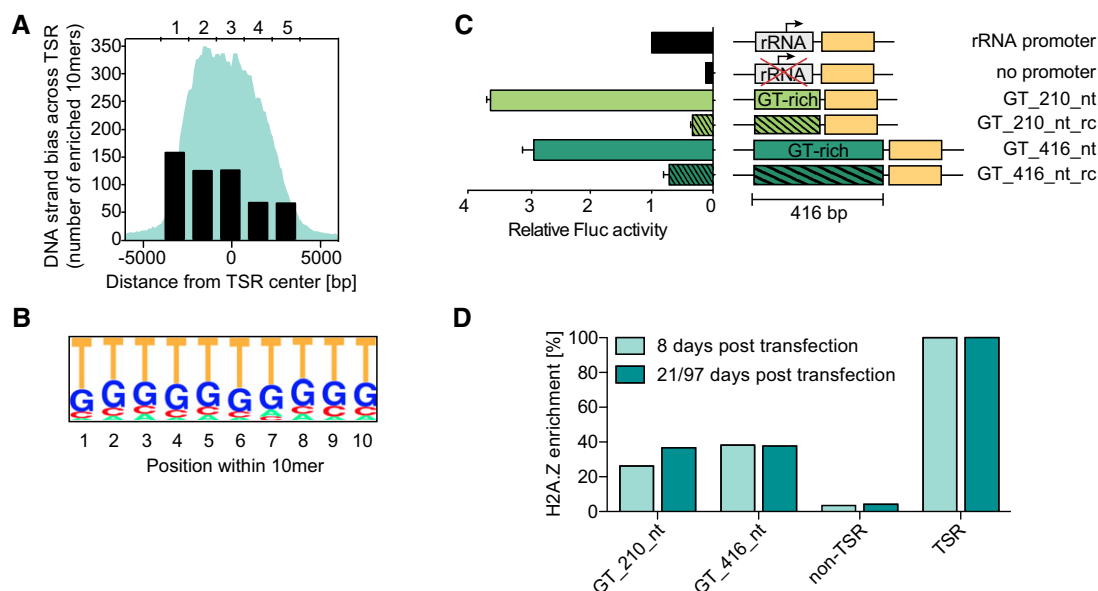 A
DNA strand bias across TSR
(number of enriched 10mers)
1 2 3 4 5
350
300
250
200
150
100
50
0
-5000 0 5000
Distance from TSR center [bp]
B
T T T T T T T T T T
G G G G G G G G G G
C C C C C C A C C C
A A A A A A C A A A
1 2 3 4 5 6 7 8 9 10
Position within 10mer
C
rRNA rRNA promoter
rRNA no promoter
GT-rich GT_210_nt
GT_210_nt_rc
GT-rich GT_416_nt
GT_416_nt_rc
4 3 2 1 0
Relative Fluc activity
416 bp
D
H2A.Z enrichment [%]
100
80
60
40
20
0
8 days post transfection
21/97 days post transfection
GT_210_nt
GT_416_nt
non-TSR
TSR